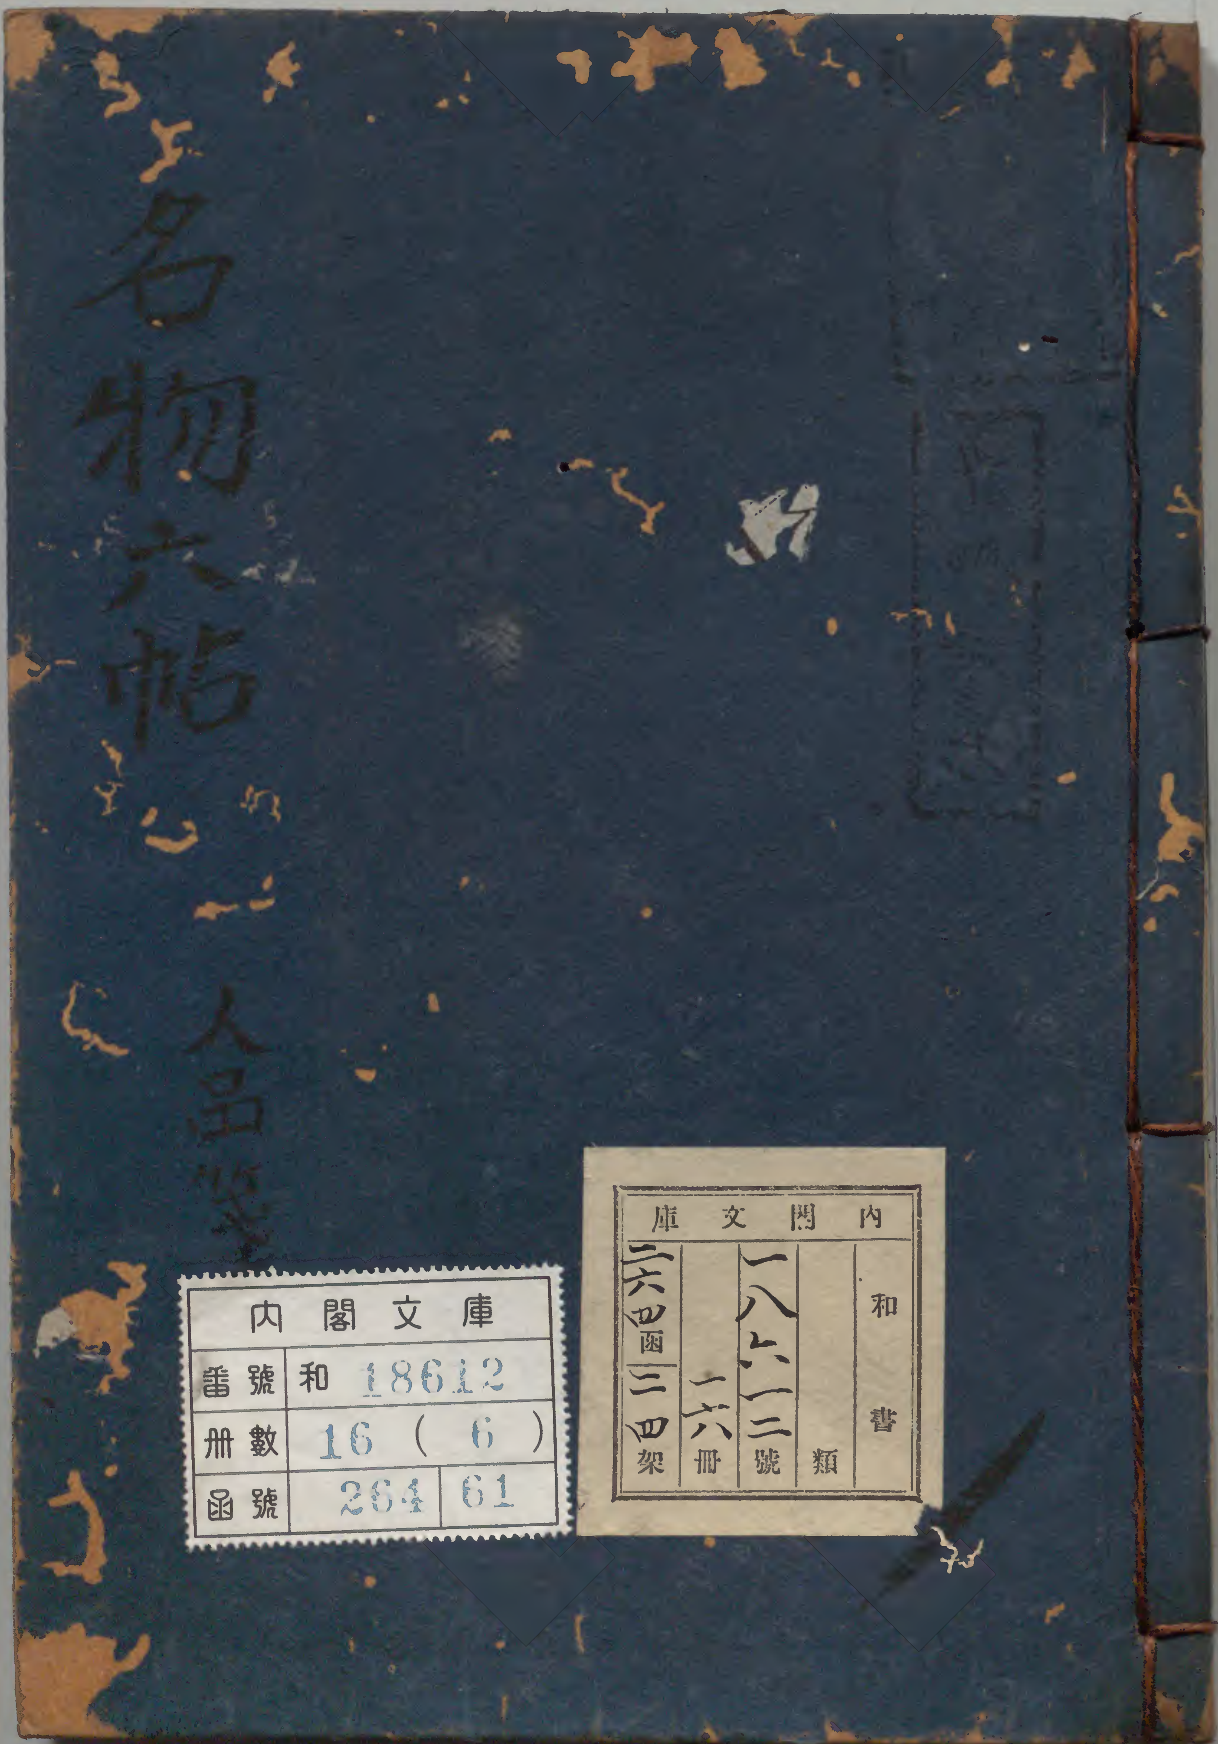 名物六帖
人品箋
内閣文庫
和書
類
一八六一二號
一六冊
二六四函
三四架
内閣文庫
番號 和 18612
冊數 16 ( 6 )
函號 264 61